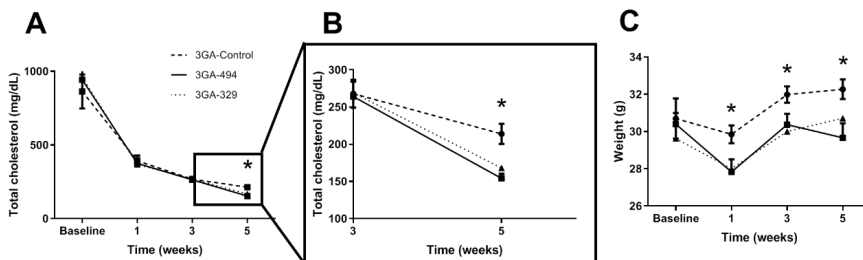 A
3GA-Control
3GA-494
3GA-329
Total cholesterol (mg/dL)
1000
500
0
*
Baseline
1
3
5
Time (weeks)
B
Total cholesterol (mg/dL)
300
250
200
150
100
*
3
5
Time (weeks)
C
Weight (g)
34
32
30
28
26
*
*
*
Baseline
1
3
5
Time (weeks)